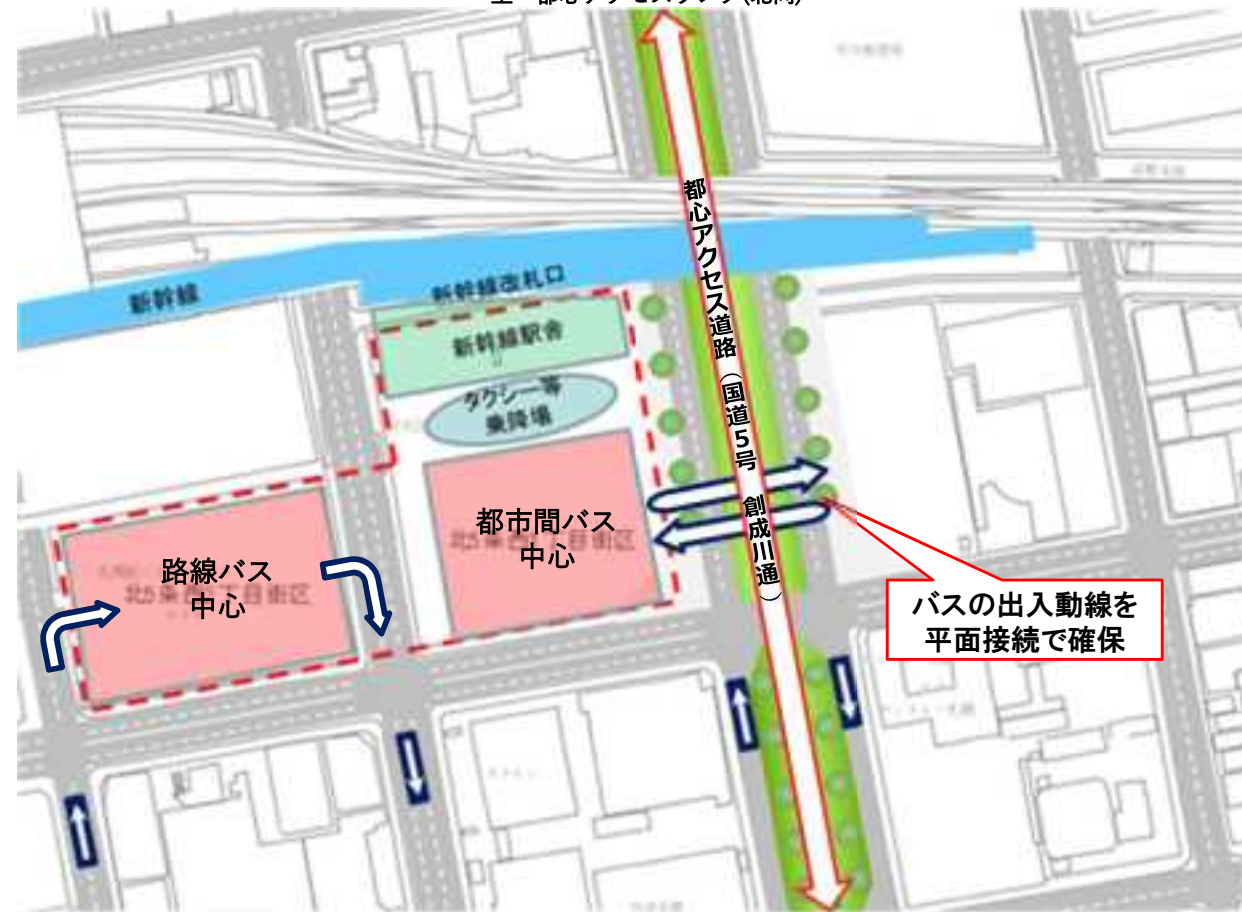 都心アクセス道路（国道5号　創成川通）
新幹線
新幹線改札口
新幹線駅舎
タクシー等
乗降場
都市間バス
中心
路線バス
中心
バスの出入動線を
平面接続で確保